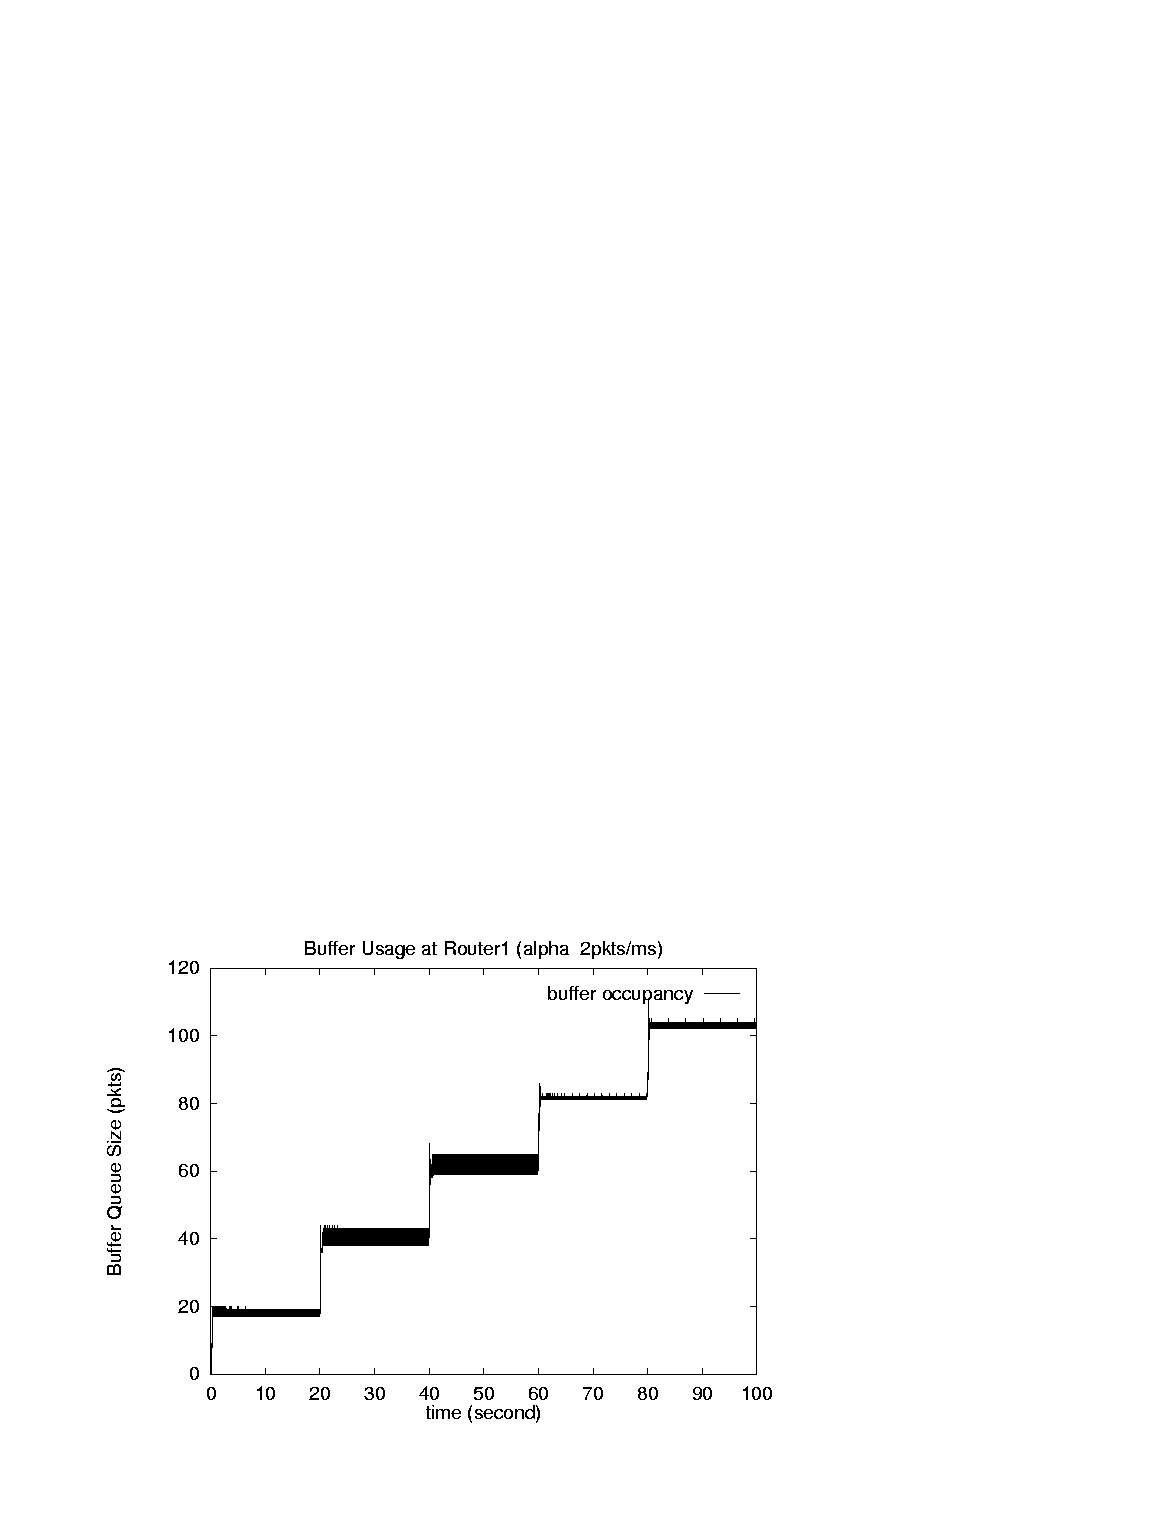 Buffer Usage at Router1 (alpha  2pkts/ms)
120
buffer occupancy
100
80
60
40
20
0
Buffer Queue Size (pkts)
0 10 20 30 40 50 60 70 80 90 100
time (second)